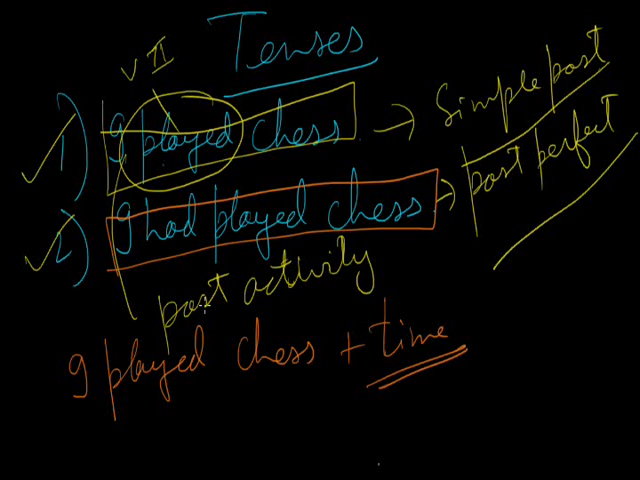 Tenses
V II
1) I played chess → Simple past
2) I had played chess → past perfect
past activity
I played chess + time